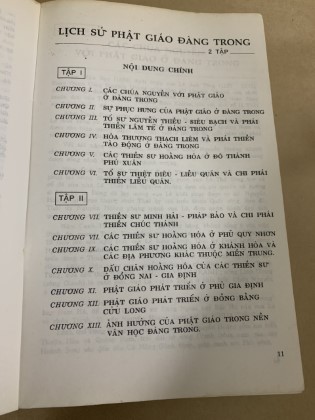 LỊCH SỬ PHẬT GIÁO ĐÀNG TRONG
2 TẬP
TẬP I
NỘI DUNG CHÍNH
CHƯƠNG I. CÁC CHÚA NGUYỄN VỚI PHẬT GIÁO
Ở ĐÀNG TRONG
CHƯƠNG II. SỰ PHỤC HƯNG CỦA PHẬT GIÁO Ở ĐÀNG TRONG
CHƯƠNG III. TỔ SƯ NGUYÊN THIỀU - SIÊU BẠCH VÀ PHÁI
THIỀN LÂM TẾ Ở ĐÀNG TRONG.
CHƯƠNG IV. HÒA THƯỢNG THẠCH LIÊM VÀ PHÁI THIỀN
TÀO ĐỘNG Ở ĐÀNG TRONG
CHƯƠNG V. CÁC THIỀN SƯ HOẰNG HÓA Ở ĐÔ THÀNH
PHÚ XUÂN
CHƯƠNG VI. TỔ SƯ THIỆT DIỆU - LIỄU QUÁN VÀ CHI PHÁI
THIỀN LIỄU QUÁN.
TẬP II
CHƯƠNG VII. THIỀN SƯ MINH HẢI - PHÁP BẢO VÀ CHI PHÁI
THIỀN CHÚC THÁNH
CHƯƠNG VIII. CÁC THIỀN SƯ HOẰNG HÓA Ở PHỦ QUY NHƠN
CHƯƠNG IX. CÁC THIỀN SƯ HOẰNG HÓA Ở KHÁNH HÒA VÀ
CÁC ĐỊA PHƯƠNG KHÁC THUỘC MIỀN TRUNG.
CHƯƠNG X. DẤU CHÂN HOẰNG HÓA CỦA CÁC THIỀN SƯ
Ở ĐỒNG NAI - GIA ĐỊNH
CHƯƠNG XI. PHẬT GIÁO PHÁT TRIỂN Ở PHỦ GIA ĐỊNH
CHƯƠNG XII. PHẬT GIÁO PHÁT TRIỂN Ở ĐỒNG BẰNG
CỬU LONG
CHƯƠNG XIII. ẢNH HƯỞNG CỦA PHẬT GIÁO TRONG NỀN
VĂN HỌC ĐÀNG TRONG.
11